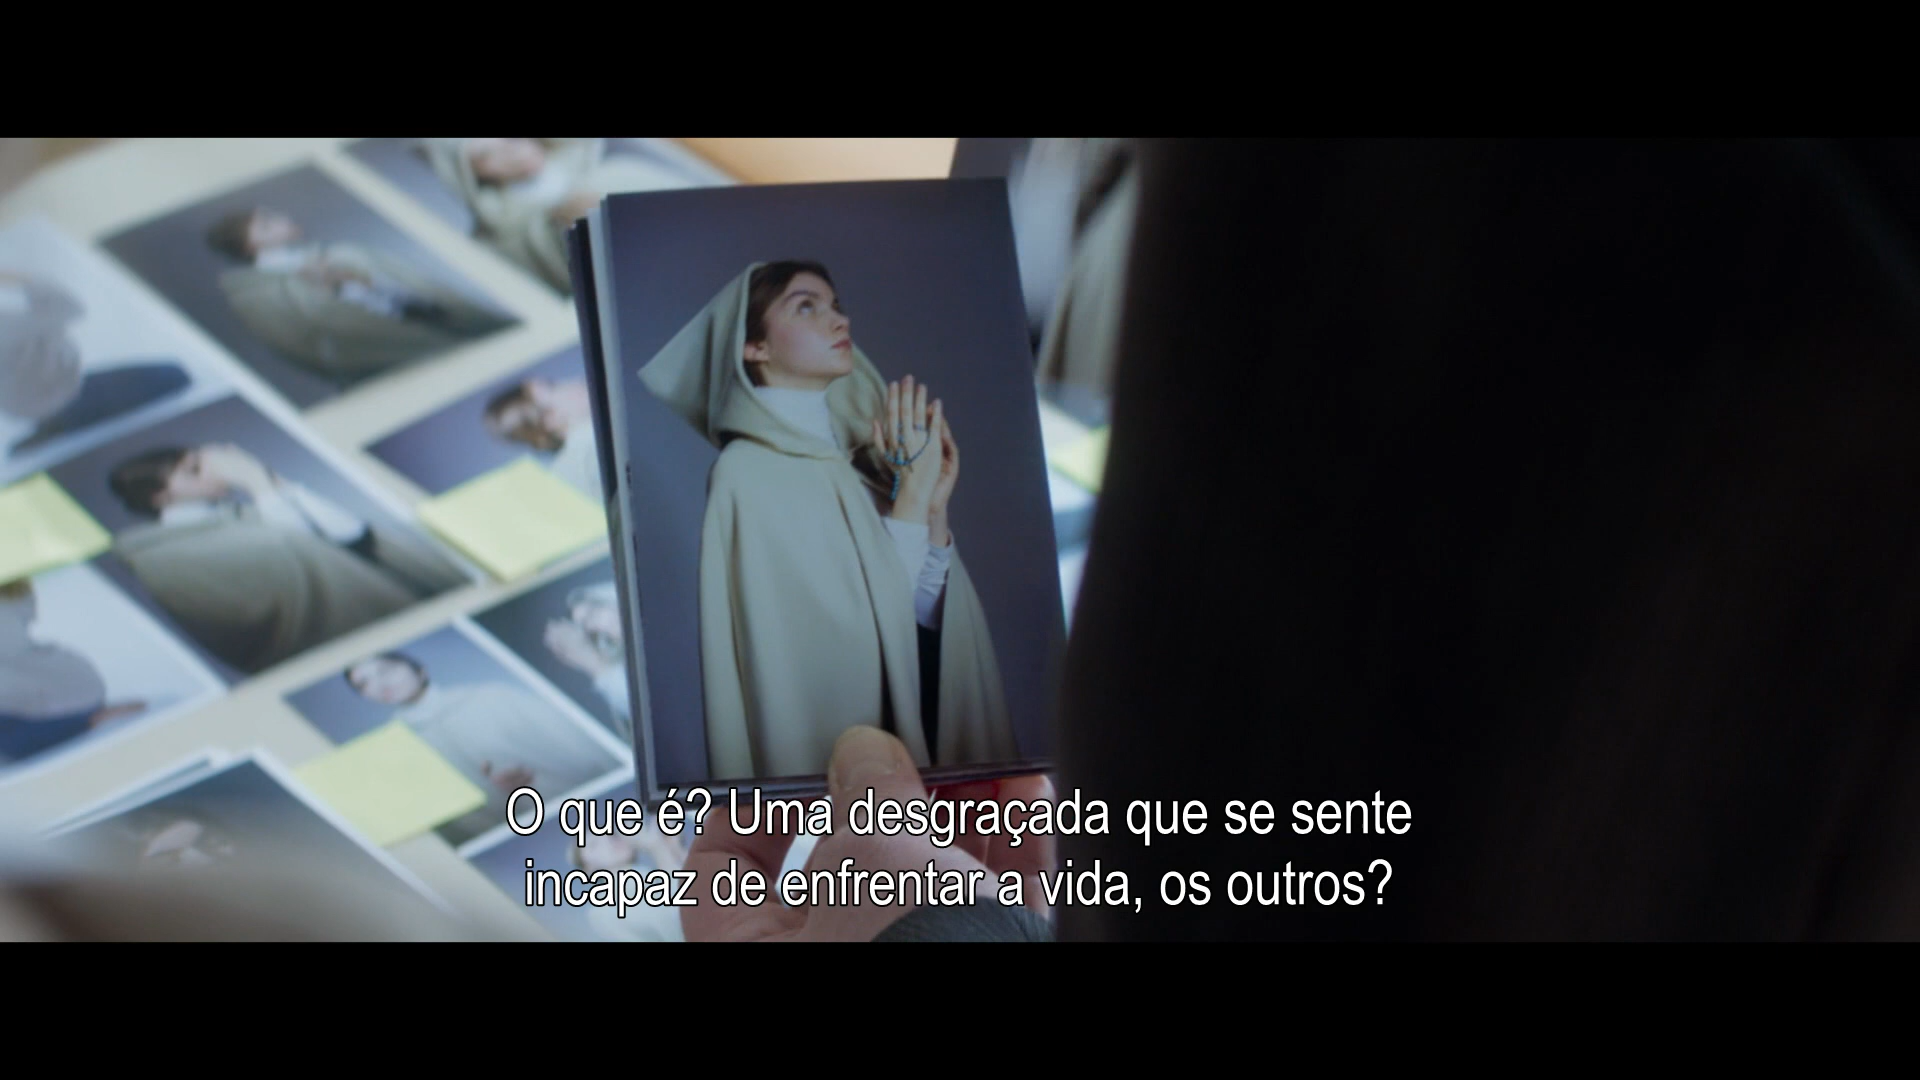 O que é? Uma desgraçada que se sente
incapaz de enfrentar a vida, os outros?